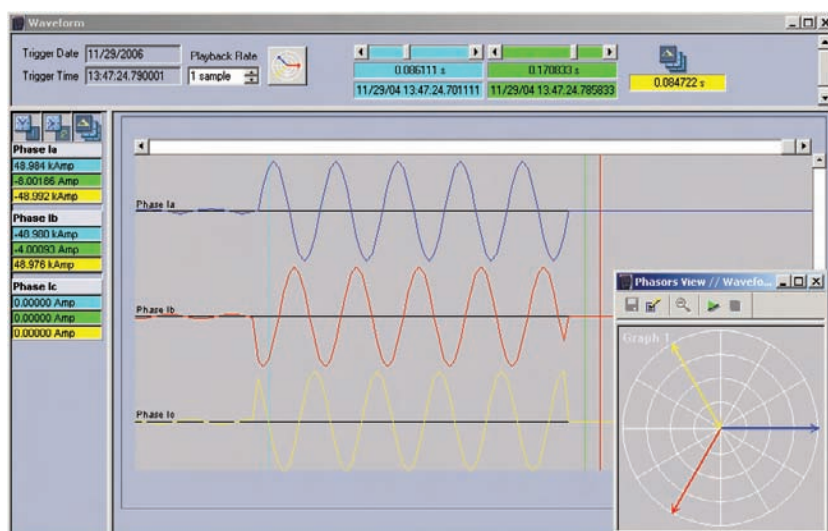 Waveform
Trigger Date 11/29/2006
Trigger Time 13:47:24.790001
Playback Rate
1 sample
0.086111 s
11/29/04 13:47:24.701111
0.170833 s
11/29/04 13:47:24.785833
0.084722 s
Phase Ia
48.984 kAmp
-8.00186 Amp
-48.992 kAmp
Phase Ib
-48.980 kAmp
-4.00093 Amp
48.976 kAmp
Phase Ic
0.00000 Amp
0.00000 Amp
0.00000 Amp
Phase Ia
Phase Ib
Phase Ic
Phasors View // Wavefo...
Graph 1